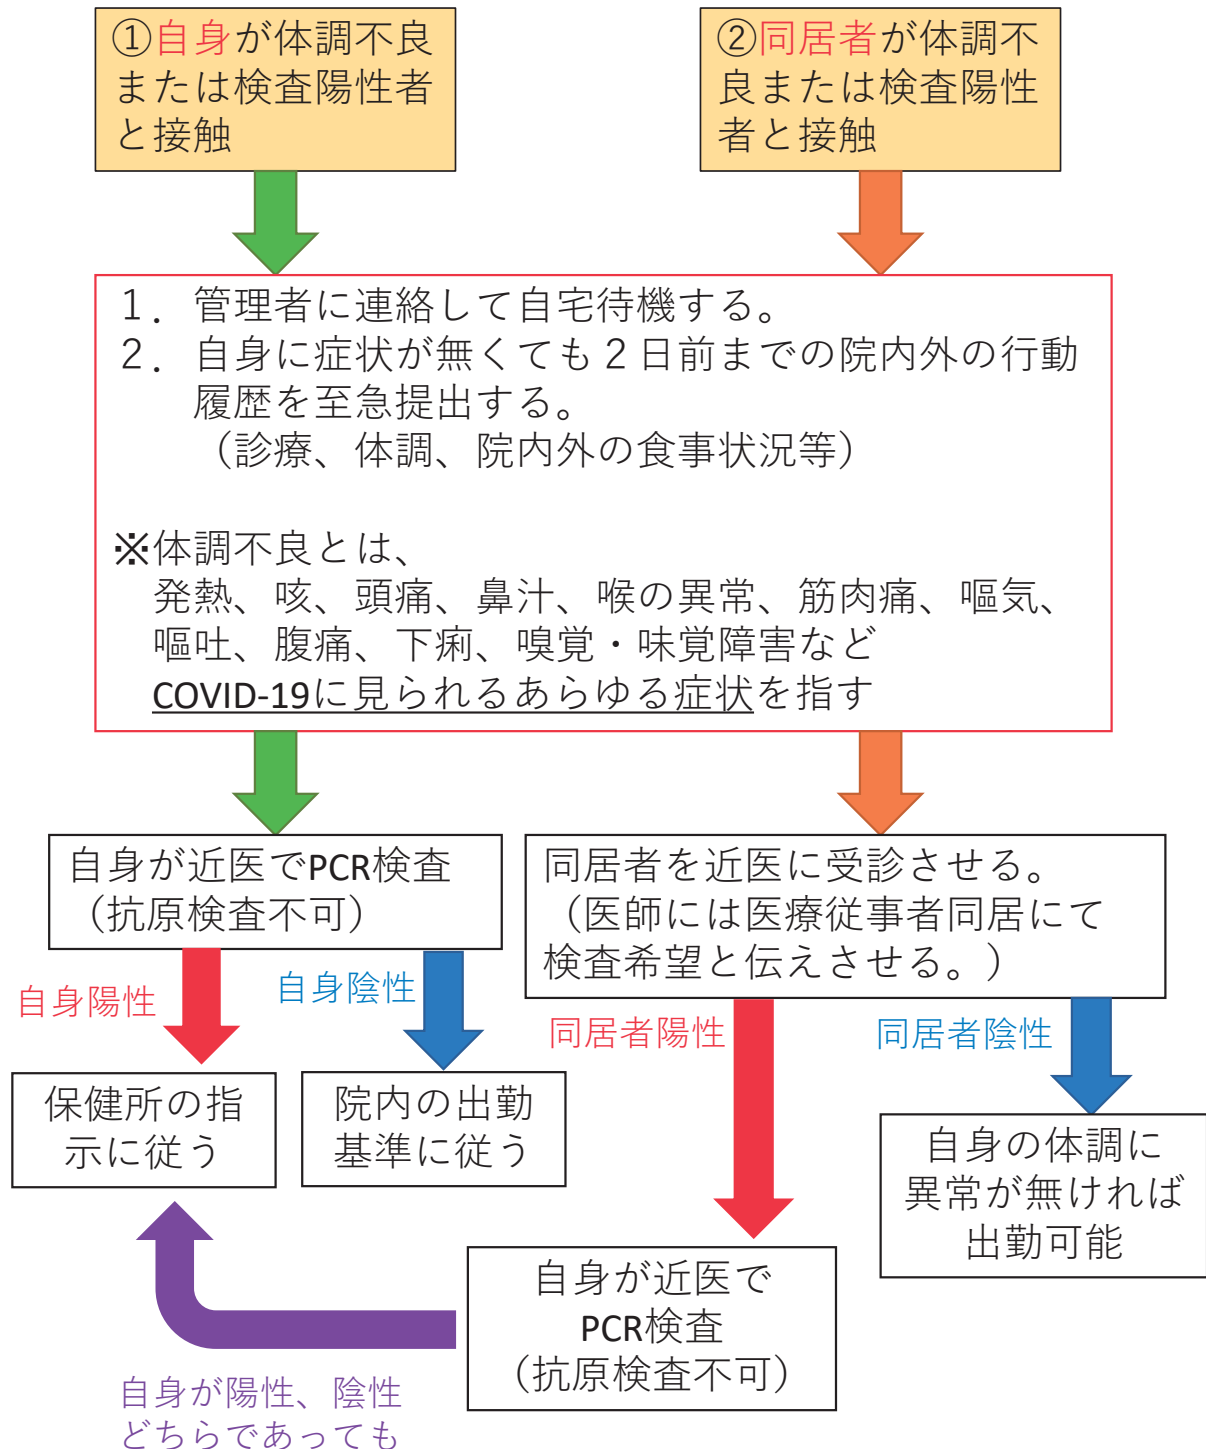 ①自身が体調不良
または検査陽性者
と接触
②同居者が体調不
良または検査陽性
者と接触
１．管理者に連絡して自宅待機する。
２．自身に症状が無くても２日前までの院内外の行動
履歴を至急提出する。
（診療、体調、院内外の食事状況等）
※体調不良とは、
発熱、咳、頭痛、鼻汁、喉の異常、筋肉痛、嘔気、
嘔吐、腹痛、下痢、嗅覚・味覚障害など
COVID-19に見られるあらゆる症状を指す
自身が近医でPCR検査
（抗原検査不可）
同居者を近医に受診させる。
（医師には医療従事者同居にて
検査希望と伝えさせる。）
自身陽性
自身陰性
同居者陽性
同居者陰性
保健所の指
示に従う
院内の出勤
基準に従う
自身の体調に
異常が無ければ
出勤可能
自身が近医で
PCR検査
（抗原検査不可）
自身が陽性、陰性
どちらであっても